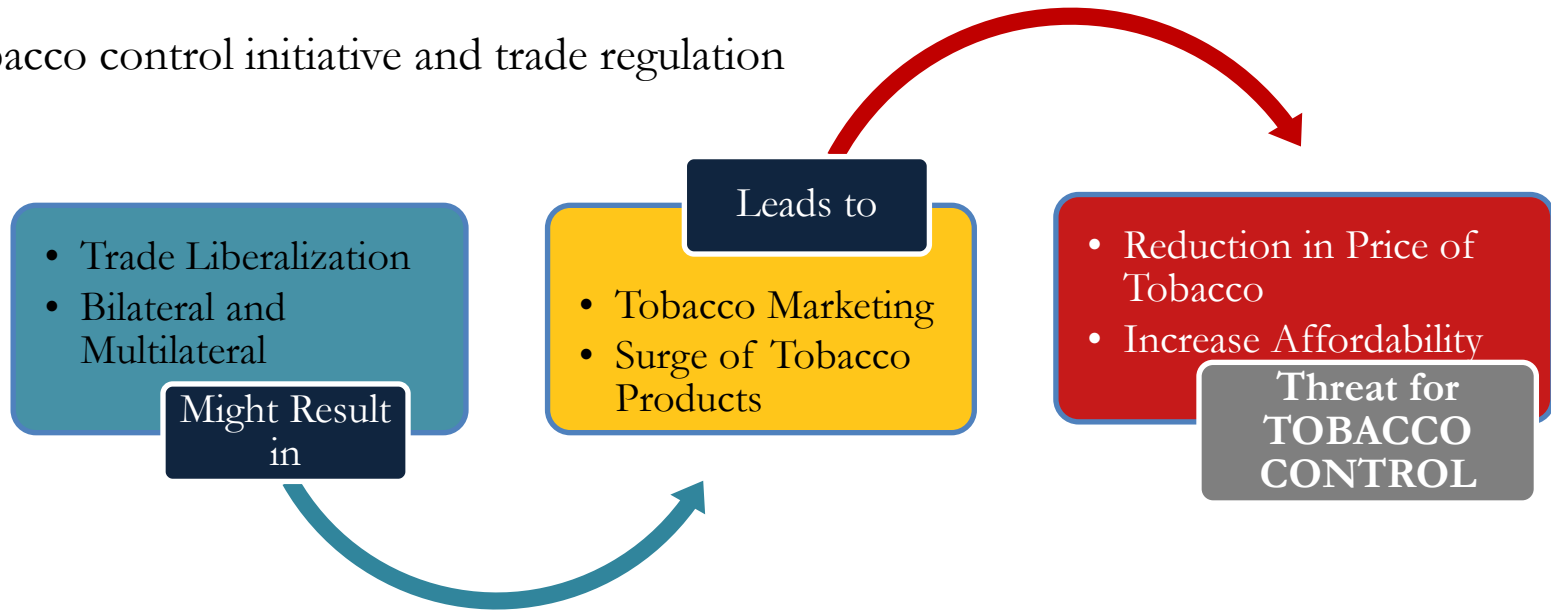 bacco control initiative and trade regulation
• Trade Liberalization
• Bilateral and
Multilateral
Might Result
in
Leads to
• Tobacco Marketing
• Surge of Tobacco
Products
• Reduction in Price of
Tobacco
• Increase Affordability
Threat for
TOBACCO
CONTROL